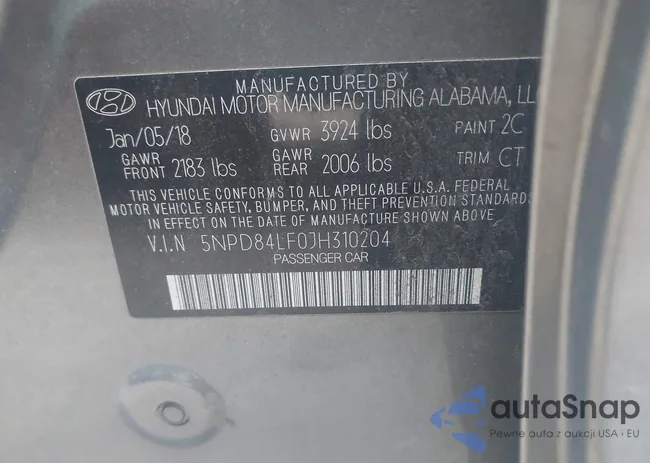 MANUFACTURED BY
HYUNDAI MOTOR MANUFACTURING ALABAMA, LL
Jan/05/18 GVWR 3924 lbs PAINT 2C
GAWR FRONT 2183 lbs GAWR REAR 2006 lbs TRIM CT
THIS VEHICLE CONFORMS TO ALL APPLICABLE U.S.A. FEDERAL
MOTOR VEHICLE SAFETY, BUMPER, AND THEFT PREVENTION STANDARDS
IN EFFECT ON THE DATE OF MANUFACTURE SHOWN ABOVE
V.I.N 5NPD84LF0JH310204
PASSENGER CAR
autaSnap
Pewne auta z aukcji USA i EU